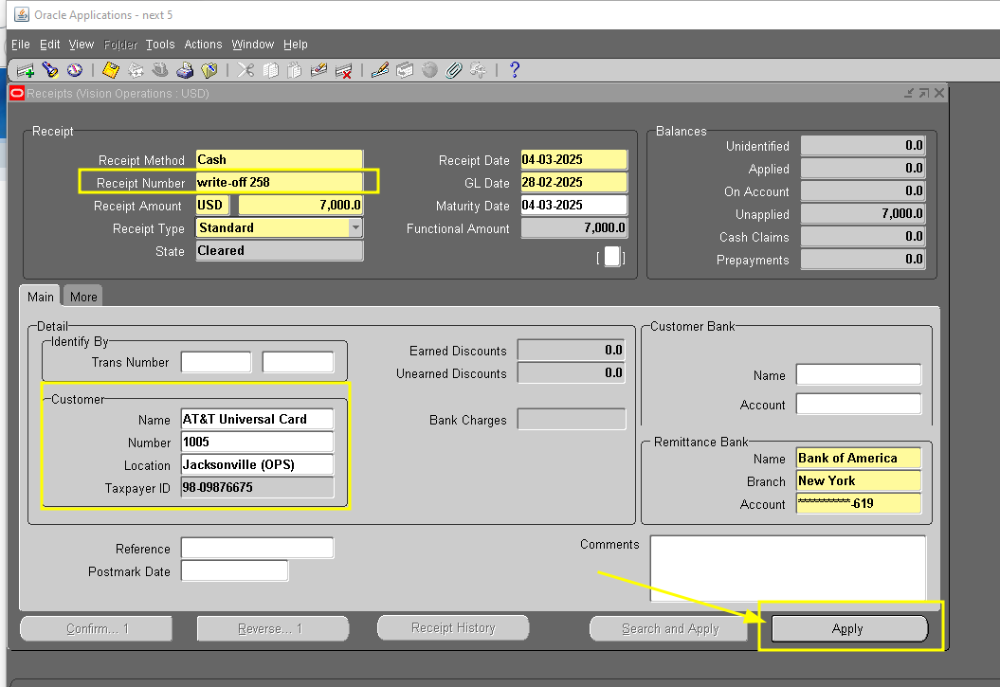 Oracle Applications - next 5
File Edit View Folder Tools Actions Window Help
Receipts (Vision Operations : USD)
Receipt
Receipt Method Cash
Receipt Number write-off 258
Receipt Amount USD 7,000.0
Receipt Type Standard
State Cleared
Receipt Date 04-03-2025
GL Date 28-02-2025
Maturity Date 04-03-2025
Functional Amount 7,000.0
[ ]
Balances
Unidentified 0.0
Applied 0.0
On Account 0.0
Unapplied 7,000.0
Cash Claims 0.0
Prepayments 0.0
Main More
Detail
Identify By
Trans Number
Customer
Name AT&T Universal Card
Number 1005
Location Jacksonville (OPS)
Taxpayer ID 98-09876675
Earned Discounts 0.0
Unearned Discounts 0.0
Bank Charges
Customer Bank
Name
Account
Remittance Bank
Name Bank of America
Branch New York
Account ************-619
Reference
Postmark Date
Comments
Confirm... 1 Reverse... 1 Receipt History Search and Apply Apply